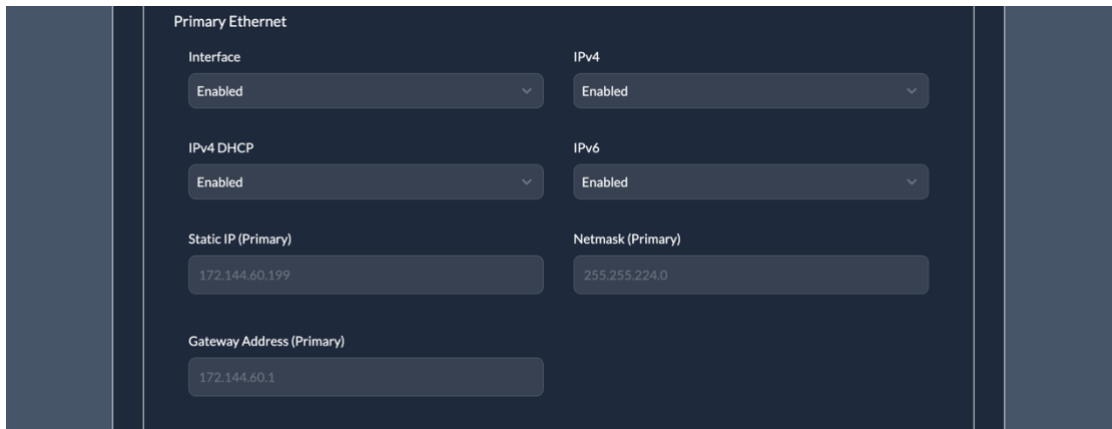 Primary Ethernet
Interface
IPv4
Enabled
Enabled
IPv4 DHCP
IPv6
Enabled
Enabled
Static IP (Primary)
Netmask (Primary)
172.144.60.199
255.255.224.0
Gateway Address (Primary)
172.144.60.1